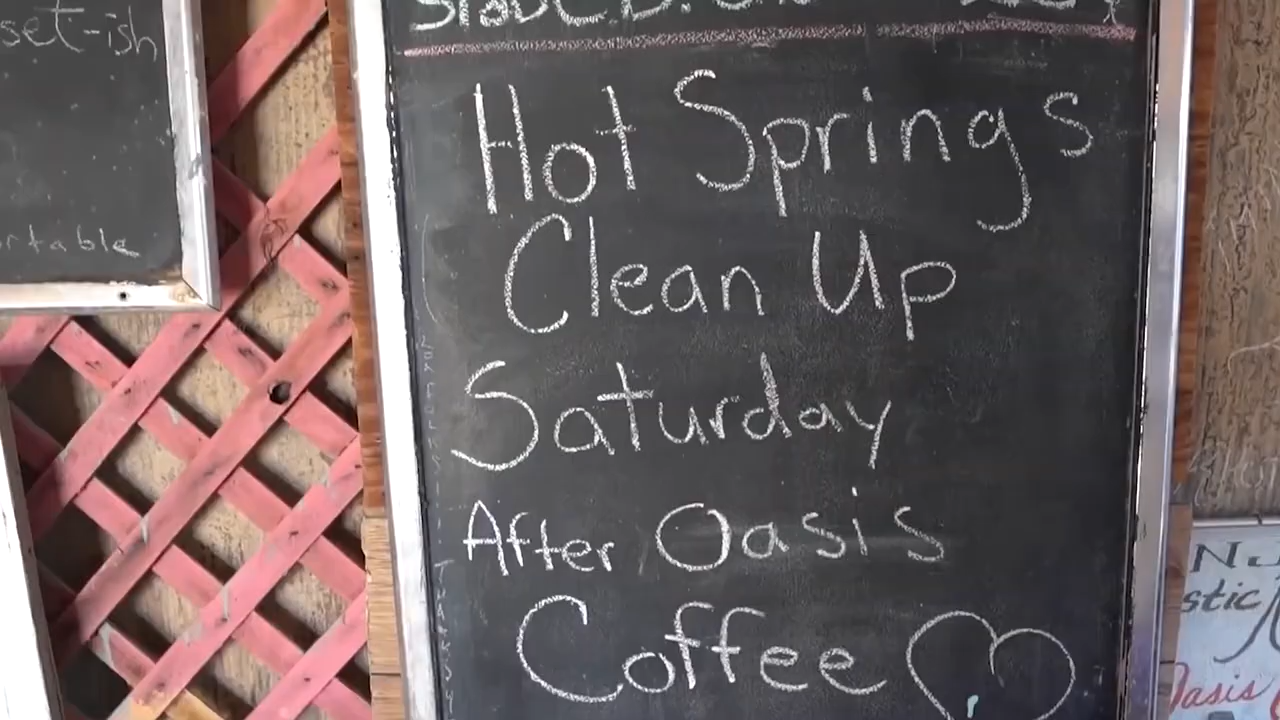 set-ish
rtable
Hot Springs
Clean Up
Saturday
After Oasis
Coffee
stic
Oasis